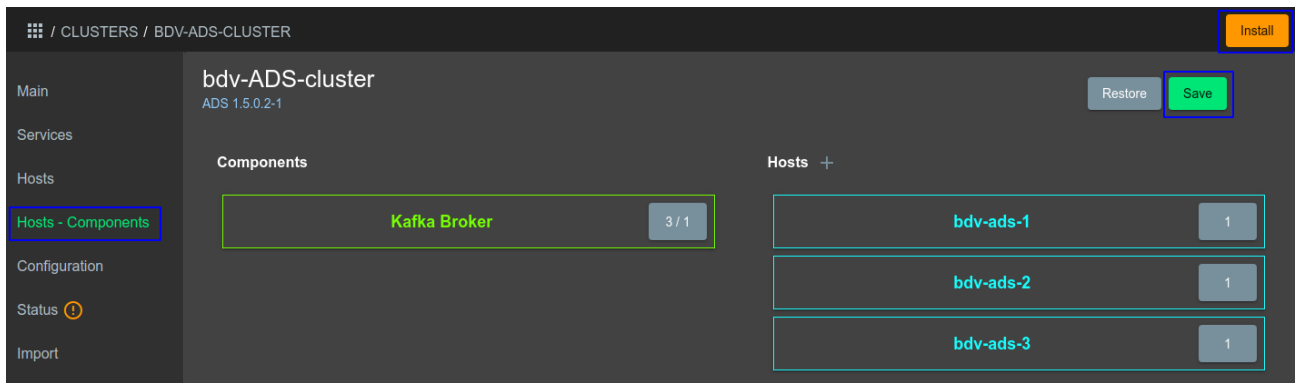 / CLUSTERS / BDV-ADS-CLUSTER
Install
Main
Services
Hosts
Hosts - Components
Configuration
Status
Import
bdv-ADS-cluster
ADS 1.5.0.2-1
Restore
Save
Components
Kafka Broker
3 / 1
Hosts +
bdv-ads-1
1
bdv-ads-2
1
bdv-ads-3
1